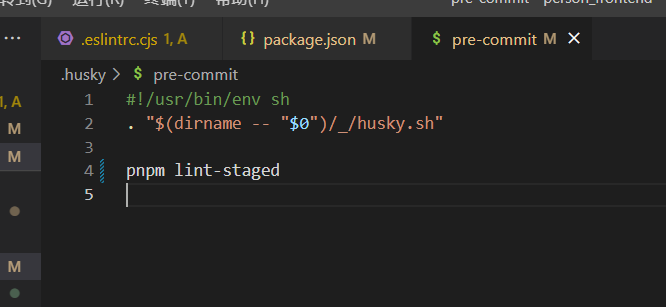 运行(R) 终端(T) 帮助(H) pre-commit - person_frontend
··· .eslintrc.cjs 1, A {} package.json M $ pre-commit M ×
.husky > $ pre-commit
1, A
M
M
M
1 #!/usr/bin/env sh
2 . "$(dirname -- "$0")/_/husky.sh"
3
4 pnpm lint-staged
5